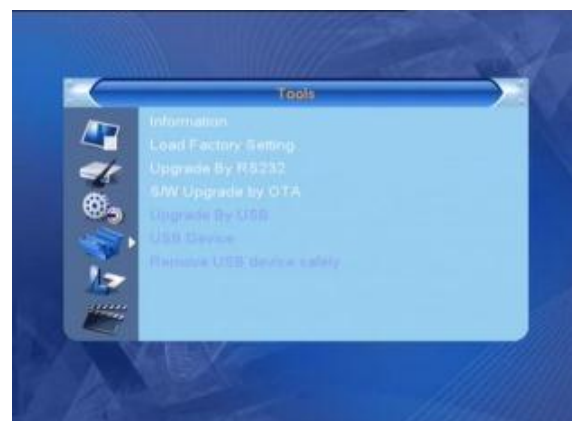 Tools
Information
Load Factory Setting
Upgrade By RS232
S/W Upgrade by OTA
Upgrade By USB
USB Device
Remove USB device safely